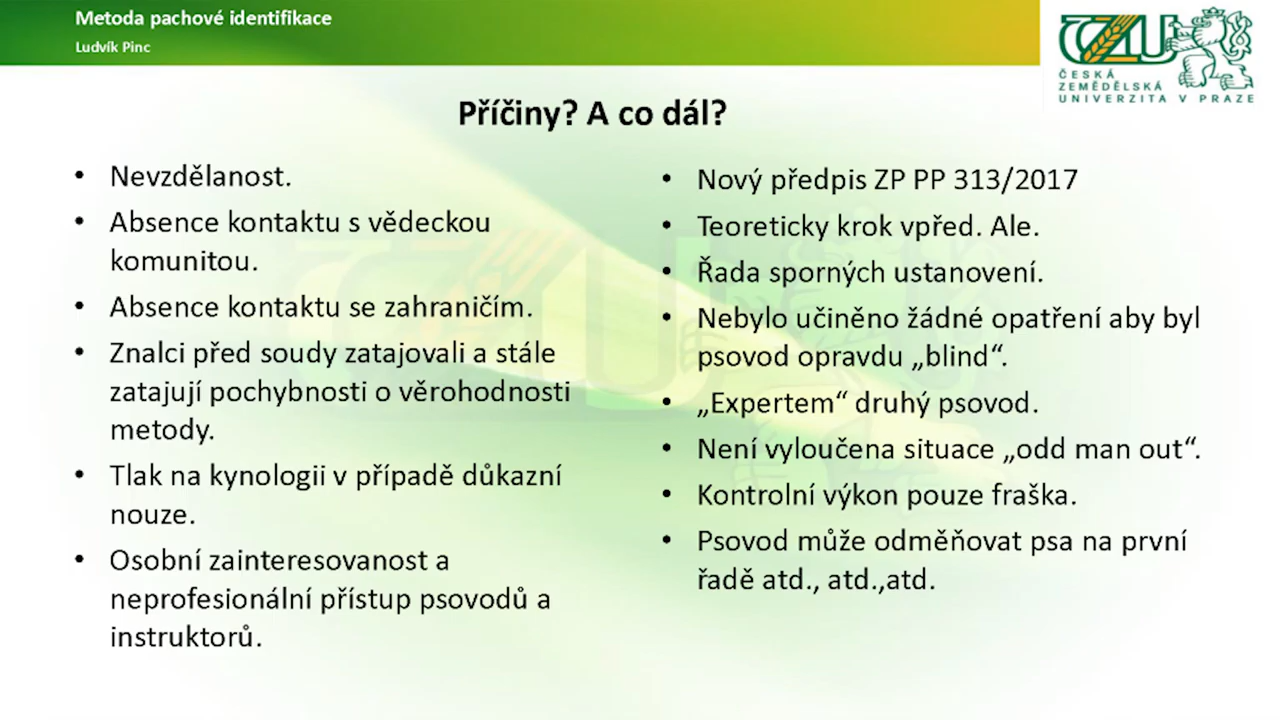 Metoda pachové identifikace
Ludvík Pinc
ČZU
ČESKÁ
ZEMĚDĚLSKÁ
UNIVERZITA V PRAZE
Příčiny? A co dál?
• Nevzdělanost.
• Absence kontaktu s vědeckou
komunitou.
• Absence kontaktu se zahraničím.
• Znalci před soudy zatajovali a stále
zatajují pochybnosti o věrohodnosti
metody.
• Tlak na kynologii v případě důkazní
nouze.
• Osobní zainteresovanost a
neprofesionální přístup psovodů a
instruktorů.
• Nový předpis ZP PP 313/2017
• Teoreticky krok vpřed. Ale.
• Řada sporných ustanovení.
• Nebylo učiněno žádné opatření aby byl
psovod opravdu „blind“.
• „Expertem“ druhý psovod.
• Není vyloučena situace „odd man out“.
• Kontrolní výkon pouze fraška.
• Psovod může odměňovat psa na první
řadě atd., atd.,atd.